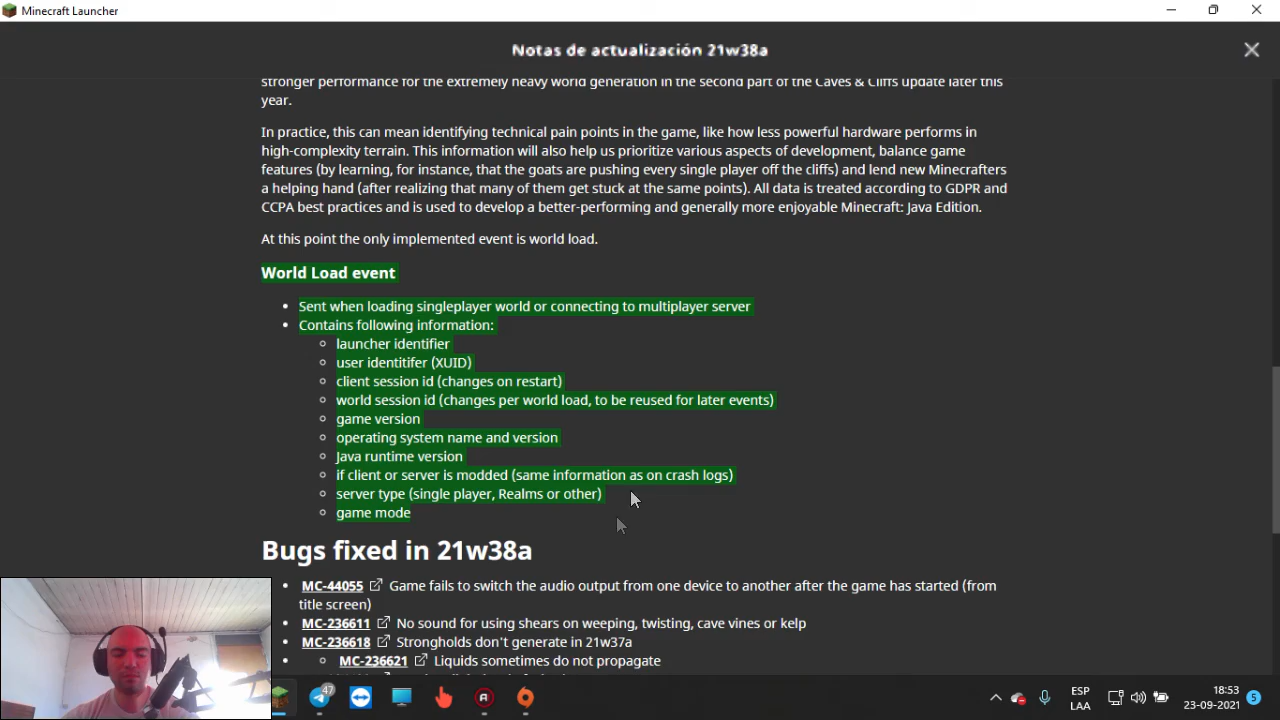 Minecraft Launcher
Notas de actualización 21w38a
stronger performance for the extremely heavy world generation in the second part of the Caves & Cliffs update later this
year.
In practice, this can mean identifying technical pain points in the game, like how less powerful hardware performs in
high-complexity terrain. This information will also help us prioritize various aspects of development, balance game
features (by learning, for instance, that the goats are pushing every single player off the cliffs) and lend new Minecrafters
a helping hand (after realizing that many of them get stuck at the same points). All data is treated according to GDPR and
CCPA best practices and is used to develop a better-performing and generally more enjoyable Minecraft: Java Edition.
At this point the only implemented event is world load.
World Load event
• Sent when loading singleplayer world or connecting to multiplayer server
• Contains following information:
launcher identifier
user identitifer (XUID)
client session id (changes on restart)
world session id (changes per world load, to be reused for later events)
game version
operating system name and version
Java runtime version
if client or server is modded (same information as on crash logs)
server type (single player, Realms or other)
game mode
Bugs fixed in 21w38a
• MC-44055 Game fails to switch the audio output from one device to another after the game has started (from
title screen)
• MC-236611 No sound for using shears on weeping, twisting, cave vines or kelp
• MC-236618 Strongholds don't generate in 21w37a
MC-236621 Liquids sometimes do not propagate
47
ESP
LAA
18:53
23-09-2021
5